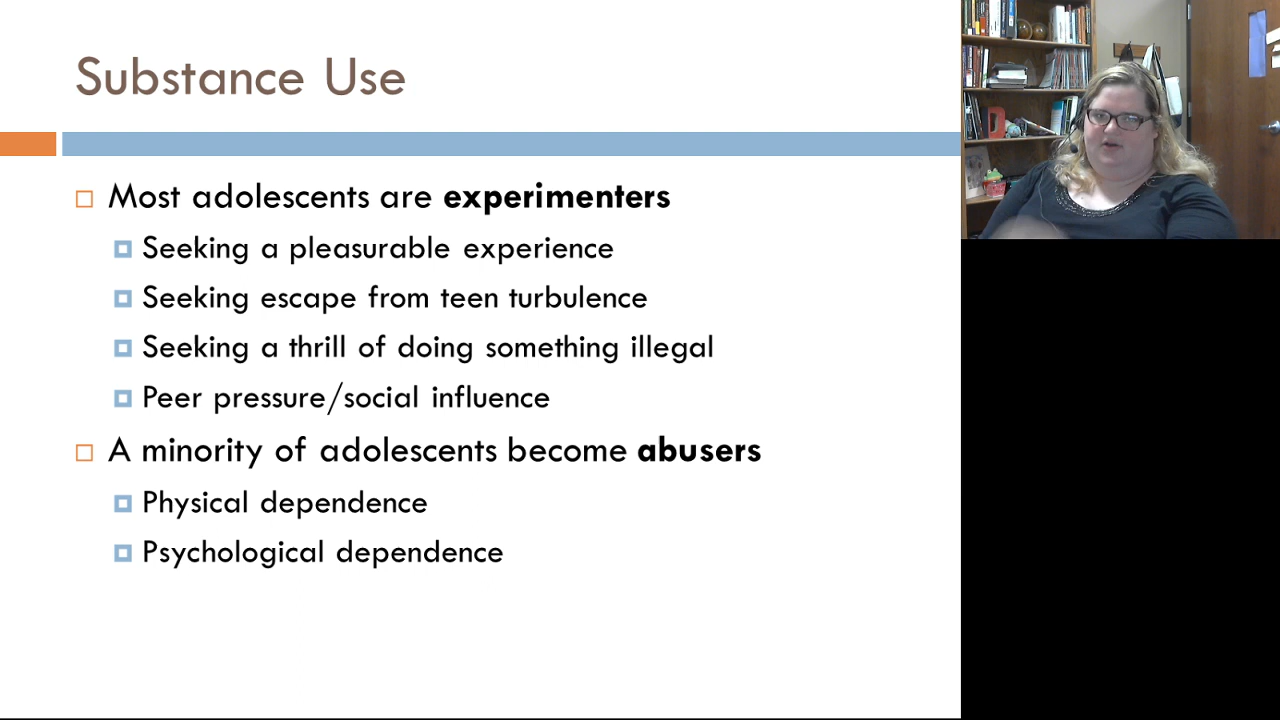 Substance Use
Most adolescents are experimenters
Seeking a pleasurable experience
Seeking escape from teen turbulence
Seeking a thrill of doing something illegal
Peer pressure/social influence
A minority of adolescents become abusers
Physical dependence
Psychological dependence